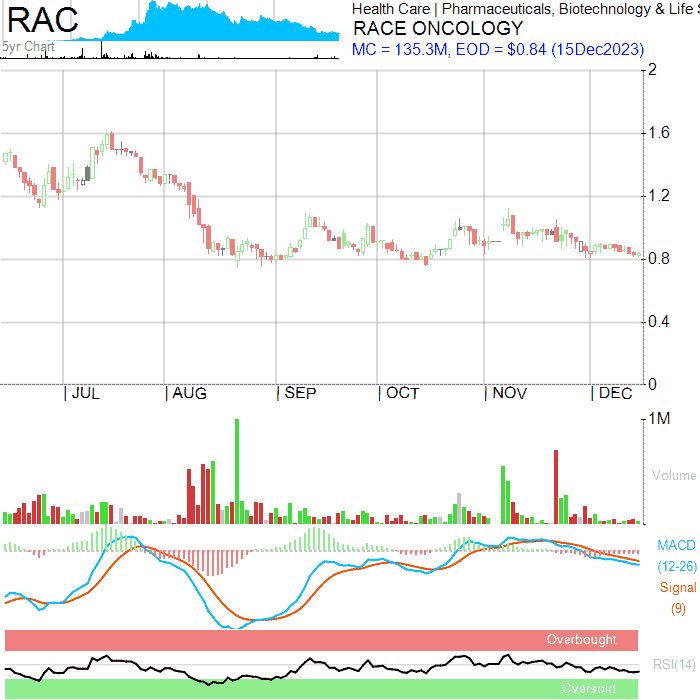 RAC
5yr Chart
Health Care | Pharmaceuticals, Biotechnology & Life S
RACE ONCOLOGY
MC = 135.3M, EOD = $0.84 (15Dec2023)
2
1.6
1.2
0.8
0.4
0
| JUL | AUG | SEP | OCT | NOV | DEC
1M
Volume
MACD
(12-26)
Signal
(9)
Overbought
RSI(14)
Oversold